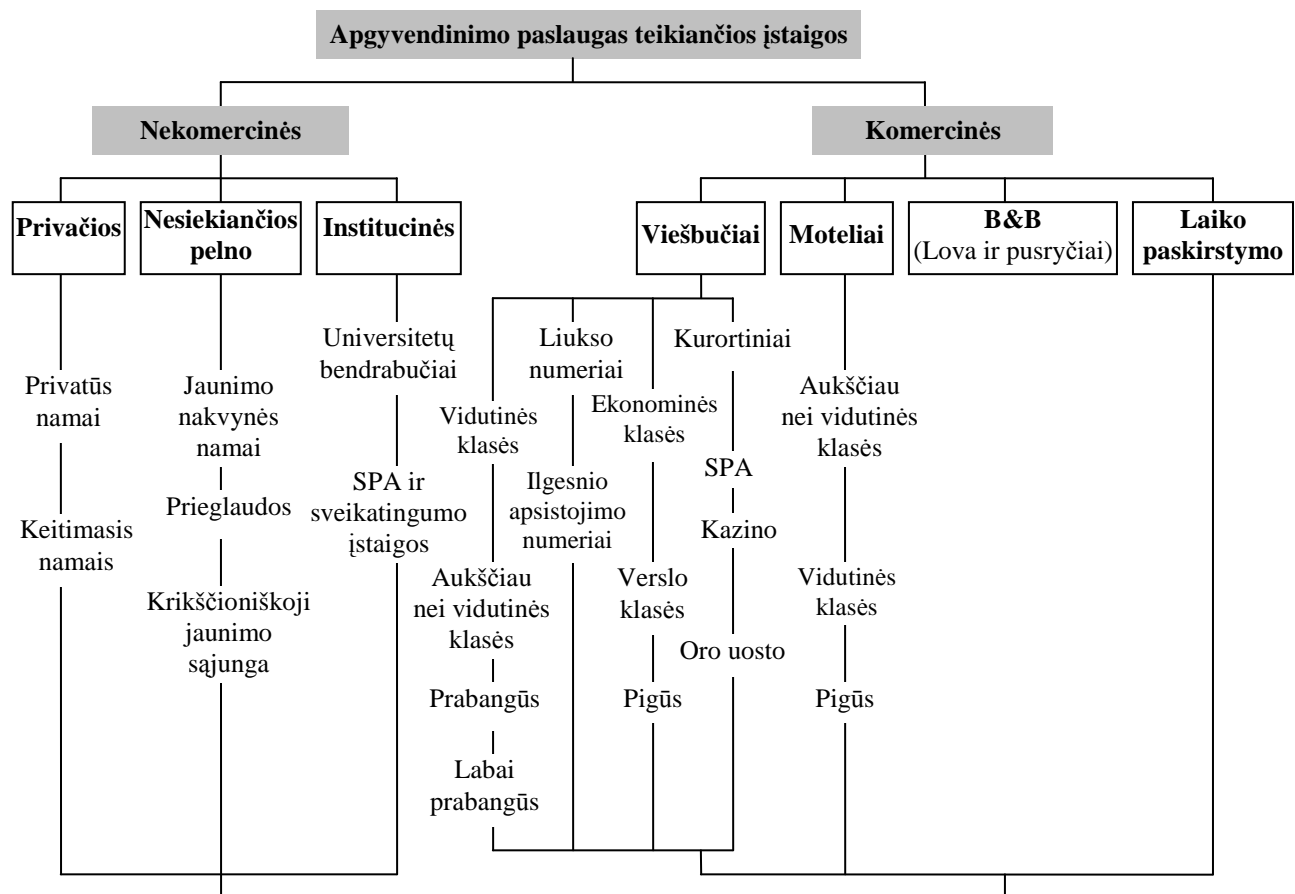 Apgyvendinimo paslaugas teikiančios įstaigos
Nekomercinės
Komercinės
Privačios
Nesiekiančios
pelno
Institucinės
Viešbučiai
Moteliai
B&B
(Lova ir pusryčiai)
Laiko
paskirstymo
Privatūs
namai
Keitimasis
namais
Jaunimo
nakvynės
namai
Prieglaudos
Krikščioniškoji
jaunimo
sąjunga
Universitetų
bendrabučiai
SPA ir
sveikatingumo
įstaigos
Vidutinės
klasės
Aukščiau
nei vidutinės
klasės
Prabangūs
Labai
prabangūs
Liukso
numeriai
Ilgesnio
apsistojimo
numeriai
Ekonominės
klasės
Verslo
klasės
Pigūs
Kurortiniai
SPA
Kazino
Oro uosto
Aukščiau
nei vidutinės
klasės
Vidutinės
klasės
Pigūs